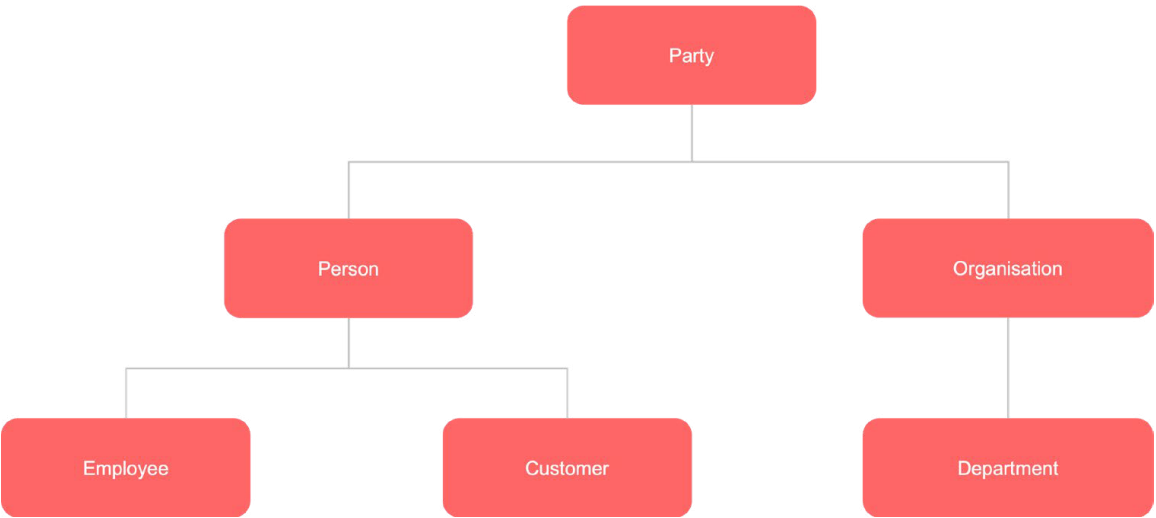 Party
Person
Organisation
Employee
Customer
Department